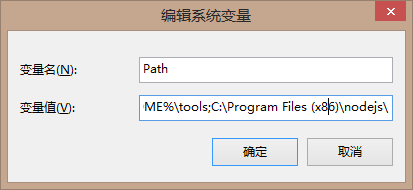 编辑系统变量
变量名(N):
Path
变量值(V):
ME%\tools;C:\Program Files (x86)\nodejs\
确定
取消